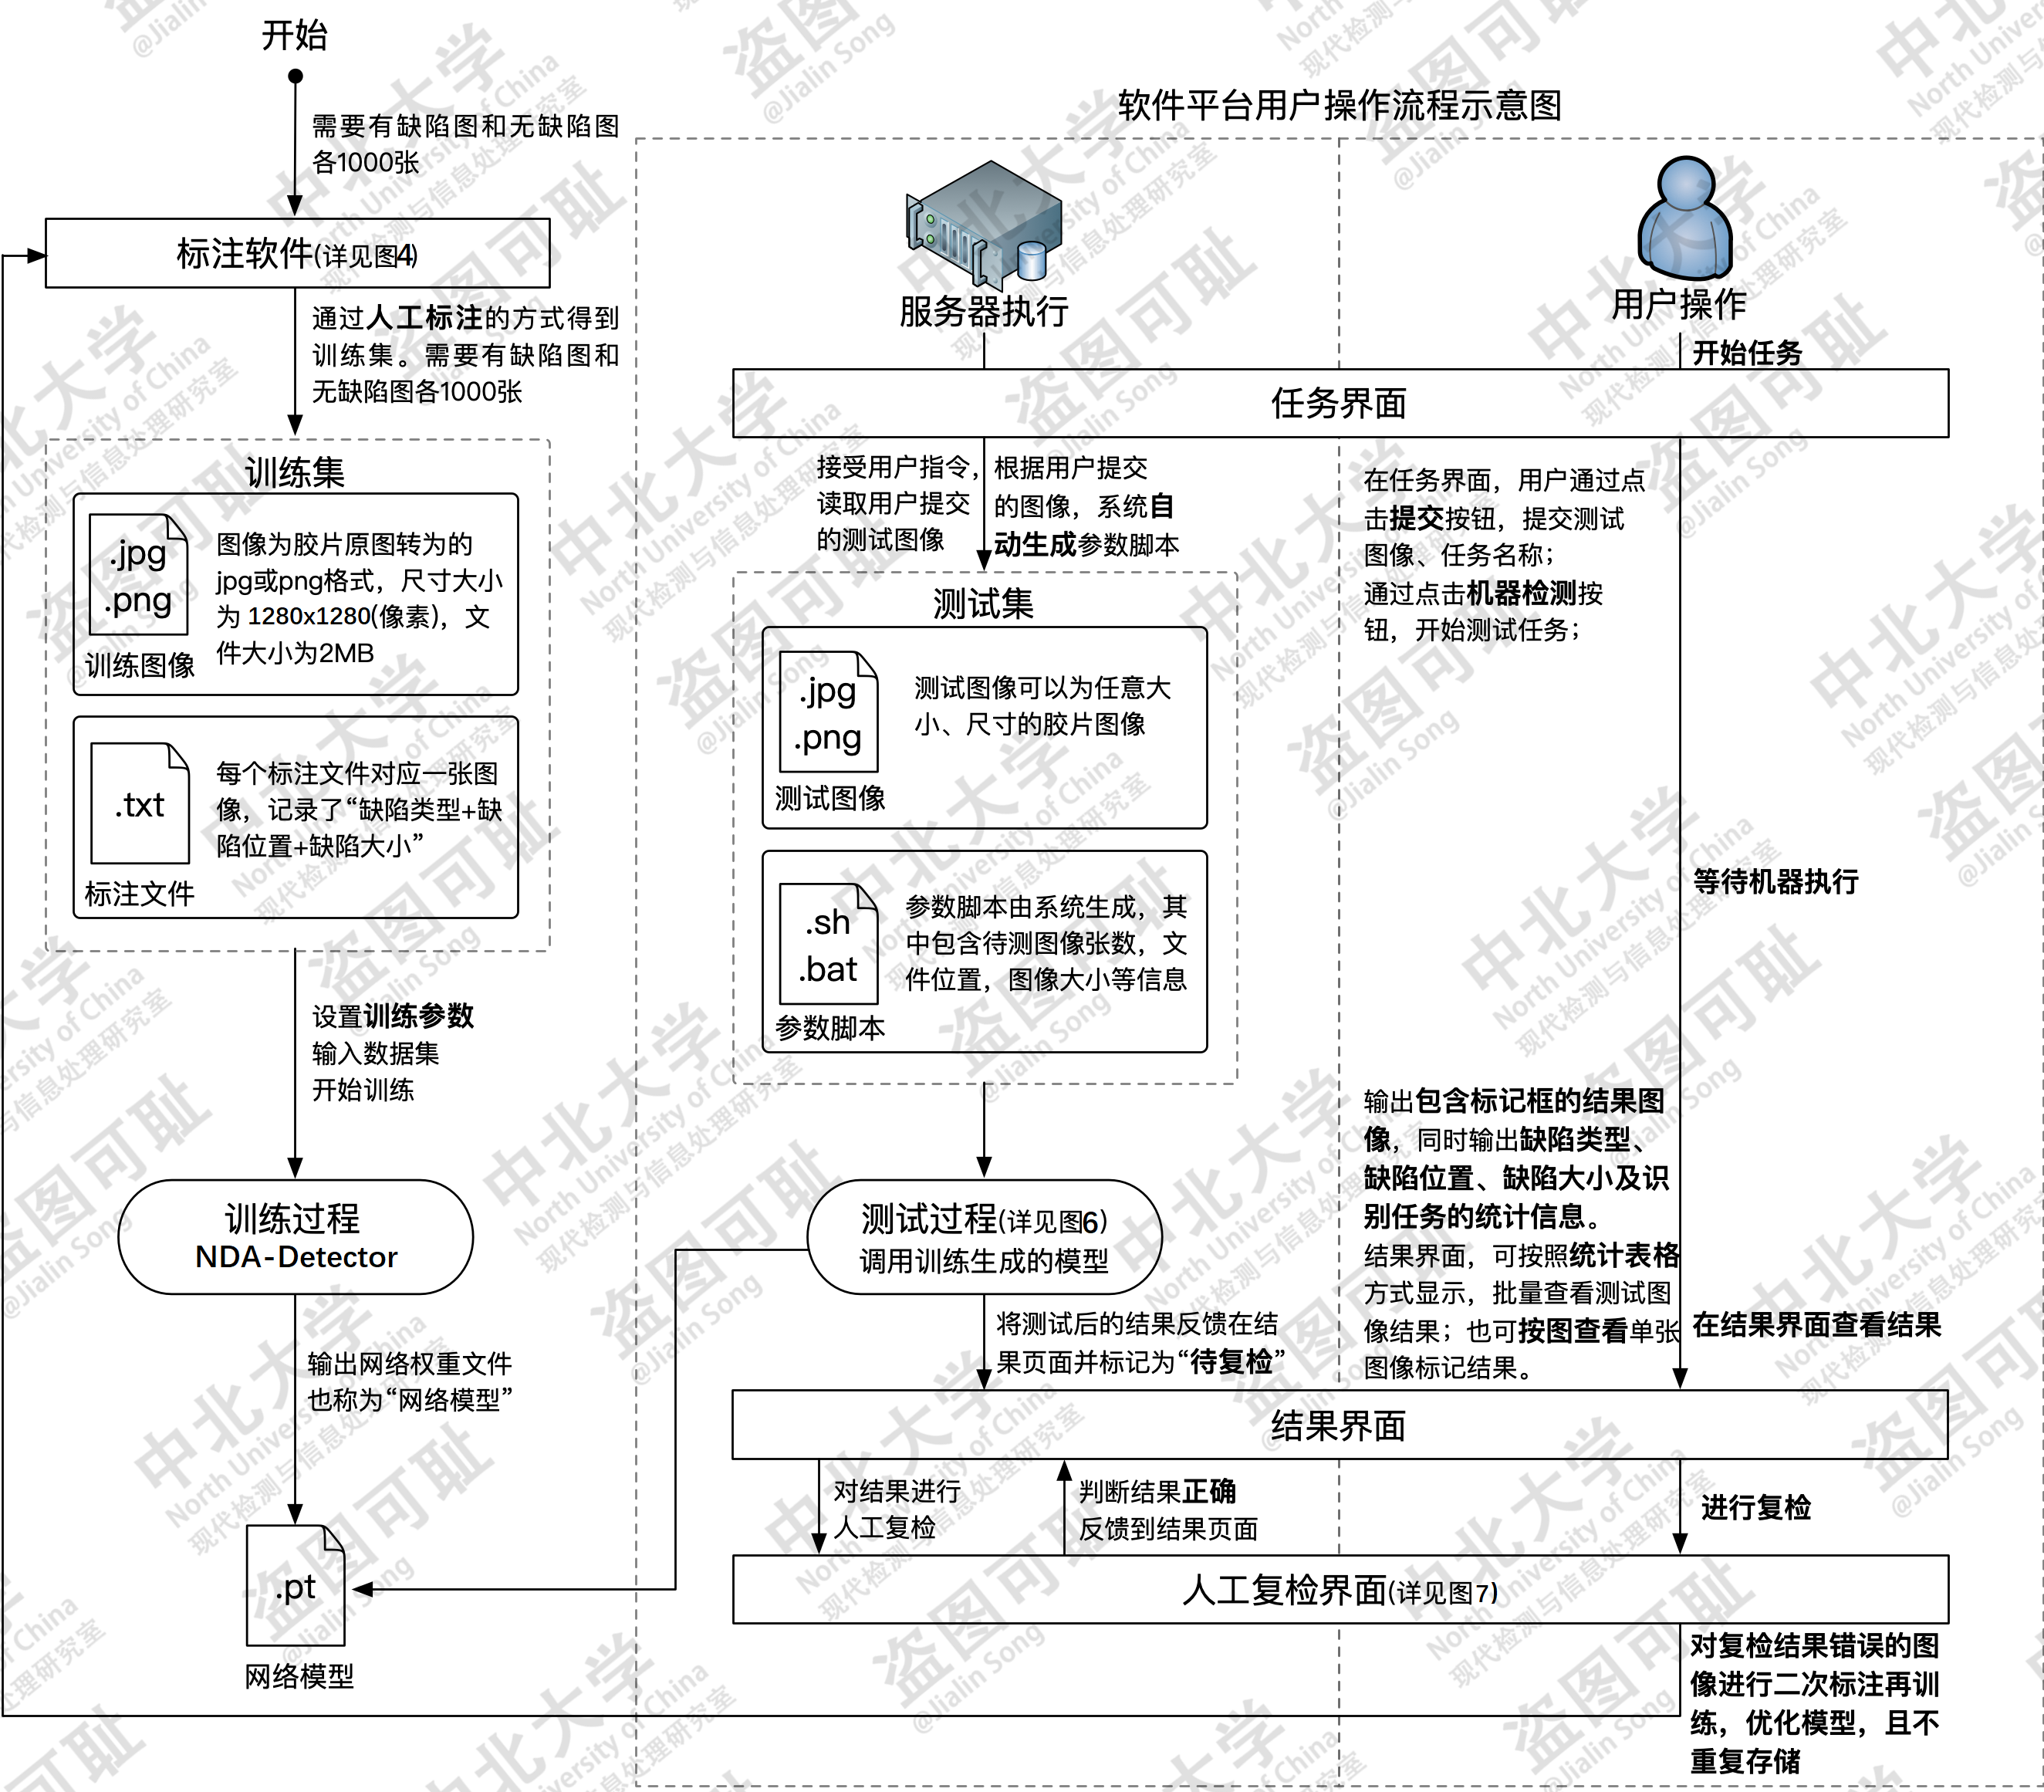 开始
需要有缺陷图和无缺陷图
各1000张
标注软件(详见图4)
通过人工标注的方式得到
训练集。需要有缺陷图和
无缺陷图各1000张
训练集
.jpg
.png
训练图像
图像为胶片原图转为的
jpg或png格式，尺寸大小
为 1280x1280(像素)，文
件大小为2MB
.txt
标注文件
每个标注文件对应一张图
像，记录了“缺陷类型+缺
陷位置+缺陷大小”
设置训练参数
输入数据集
开始训练
训练过程
NDA-Detector
输出网络权重文件
也称为“网络模型”
.pt
网络模型
软件平台用户操作流程示意图
服务器执行
用户操作
开始任务
任务界面
接受用户指令，
读取用户提交
的测试图像
根据用户提交
的图像，系统自
动生成参数脚本
在任务界面，用户通过点
击提交按钮，提交测试
图像、任务名称；
通过点击机器检测按
钮，开始测试任务；
测试集
.jpg
.png
测试图像
测试图像可以为任意大
小、尺寸的胶片图像
.sh
.bat
参数脚本
参数脚本由系统生成，其
中包含待测图像张数，文
件位置，图像大小等信息
等待机器执行
测试过程(详见图6)
调用训练生成的模型
将测试后的结果反馈在结
果页面并标记为“待复检”
输出包含标记框的结果图
像，同时输出缺陷类型、
缺陷位置、缺陷大小及识
别任务的统计信息。
结果界面，可按照统计表格
方式显示，批量查看测试图
像结果；也可按图查看单张
图像标记结果。
在结果界面查看结果
结果界面
对结果进行
人工复检
判断结果正确
反馈到结果页面
进行复检
人工复检界面(详见图7)
对复检结果错误的图
像进行二次标注再训
练，优化模型，且不
重复存储
中北大学
North University of China
现代检测与信息处理研究室
盗图可耻
@Jialin Song